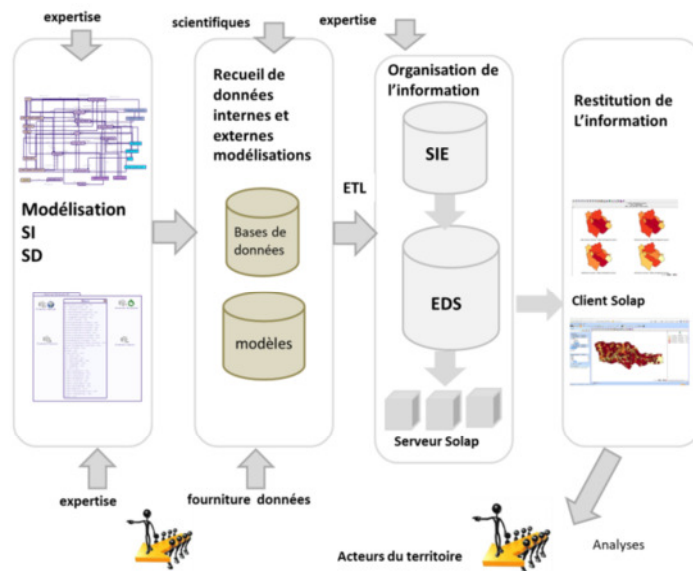 expertise
scientifiques
expertise
Modélisation
SI
SD
Recueil de
données
internes et
externes
modélisations
Bases de
données
modèles
ETL
Organisation de
l'information
SIE
EDS
Serveur Solap
Restitution de
L'information
Client Solap
expertise
fourniture données
Acteurs du territoire
Analyses